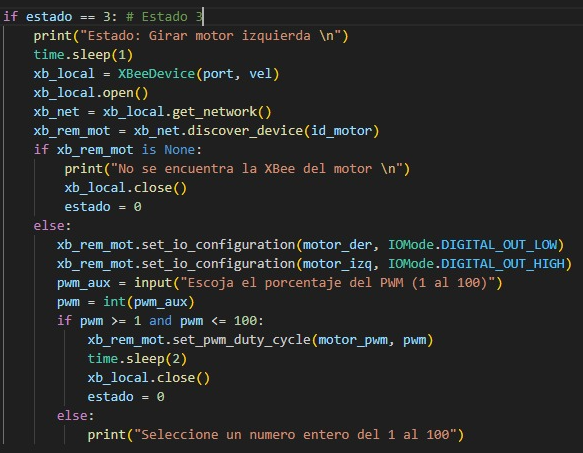 if estado == 3: # Estado 3
print("Estado: Girar motor izquierda \n")
time.sleep(1)
xb_local = XBeeDevice(port, vel)
xb_local.open()
xb_net = xb_local.get_network()
xb_rem_mot = xb_net.discover_device(id_motor)
if xb_rem_mot is None:
print("No se encuentra la XBee del motor \n")
xb_local.close()
estado = 0
else:
xb_rem_mot.set_io_configuration(motor_der, IOMode.DIGITAL_OUT_LOW)
xb_rem_mot.set_io_configuration(motor_izq, IOMode.DIGITAL_OUT_HIGH)
pwm_aux = input("Escoja el porcentaje del PWM (1 al 100)")
pwm = int(pwm_aux)
if pwm >= 1 and pwm <= 100:
xb_rem_mot.set_pwm_duty_cycle(motor_pwm, pwm)
time.sleep(2)
xb_local.close()
estado = 0
else:
print("Seleccione un numero entero del 1 al 100")